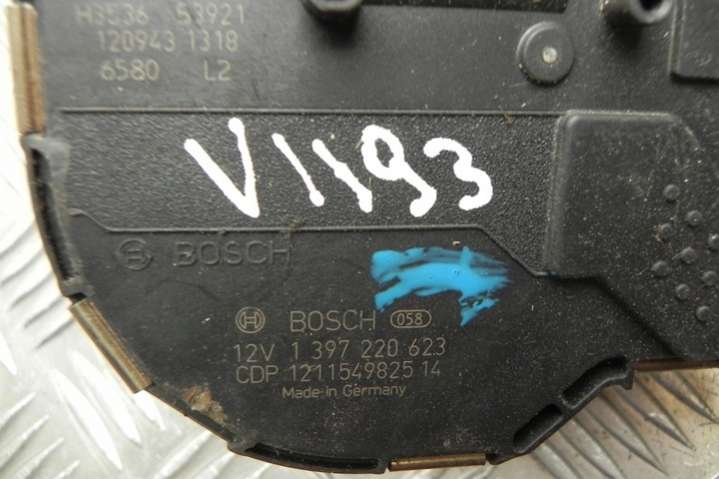 H3536 53921
120943 1318
6580 L2
V1193
BOSCH
BOSCH 058
12V 1 397 220 623
CDP 1211549825 14
Made in Germany